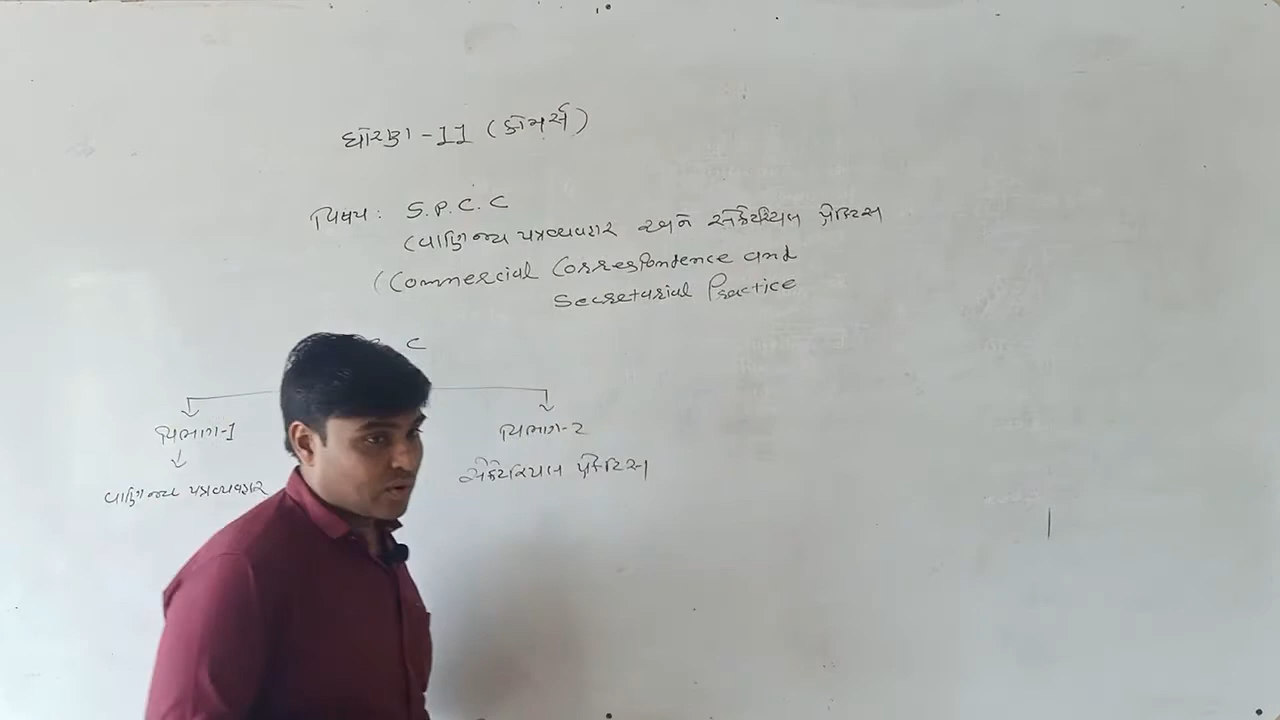 ધોરણ - 11 (કોમર્સ)
વિષય : S.P.C.C
(વાણિજ્ય પત્રવ્યવહાર અને સેક્રેટરિયલ પ્રેક્ટિસ
(Commercial Correspondence and
Secretarial Practice
C
વિભાગ-1 વિભાગ-2
વાણિજ્ય પત્રવ્યવહાર સેક્રેટરિયલ પ્રેક્ટિસ